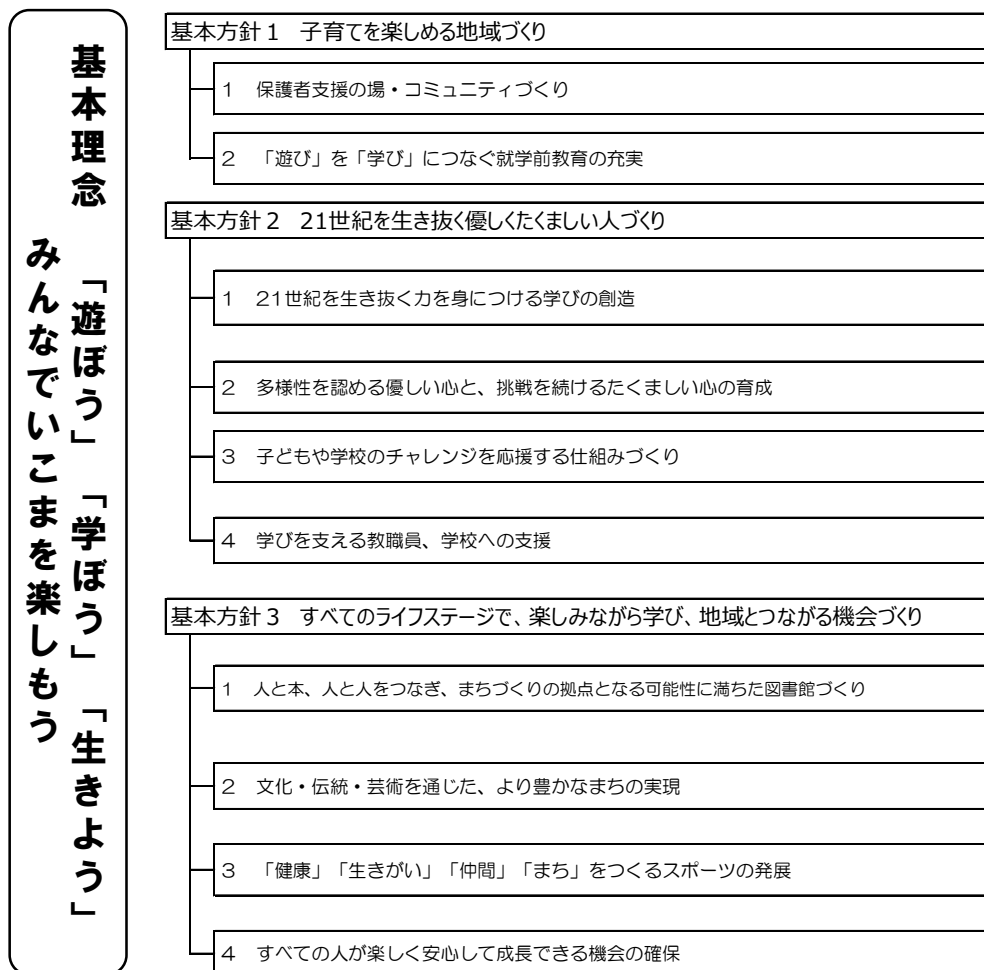 基本理念 「遊ぼう」「学ぼう」「生きよう」
みんなでいこまを楽しもう
基本方針１　子育てを楽しめる地域づくり
１　保護者支援の場・コミュニティづくり
２　「遊び」を「学び」につなぐ就学前教育の充実
基本方針２　21世紀を生き抜く優しくたくましい人づくり
１　21世紀を生き抜く力を身につける学びの創造
２　多様性を認める優しい心と、挑戦を続けるたくましい心の育成
３　子どもや学校のチャレンジを応援する仕組みづくり
４　学びを支える教職員、学校への支援
基本方針３　すべてのライフステージで、楽しみながら学び、地域とつながる機会づくり
１　人と本、人と人をつなぎ、まちづくりの拠点となる可能性に満ちた図書館づくり
２　文化・伝統・芸術を通じた、より豊かなまちの実現
３　「健康」「生きがい」「仲間」「まち」をつくるスポーツの発展
４　すべての人が楽しく安心して成長できる機会の確保